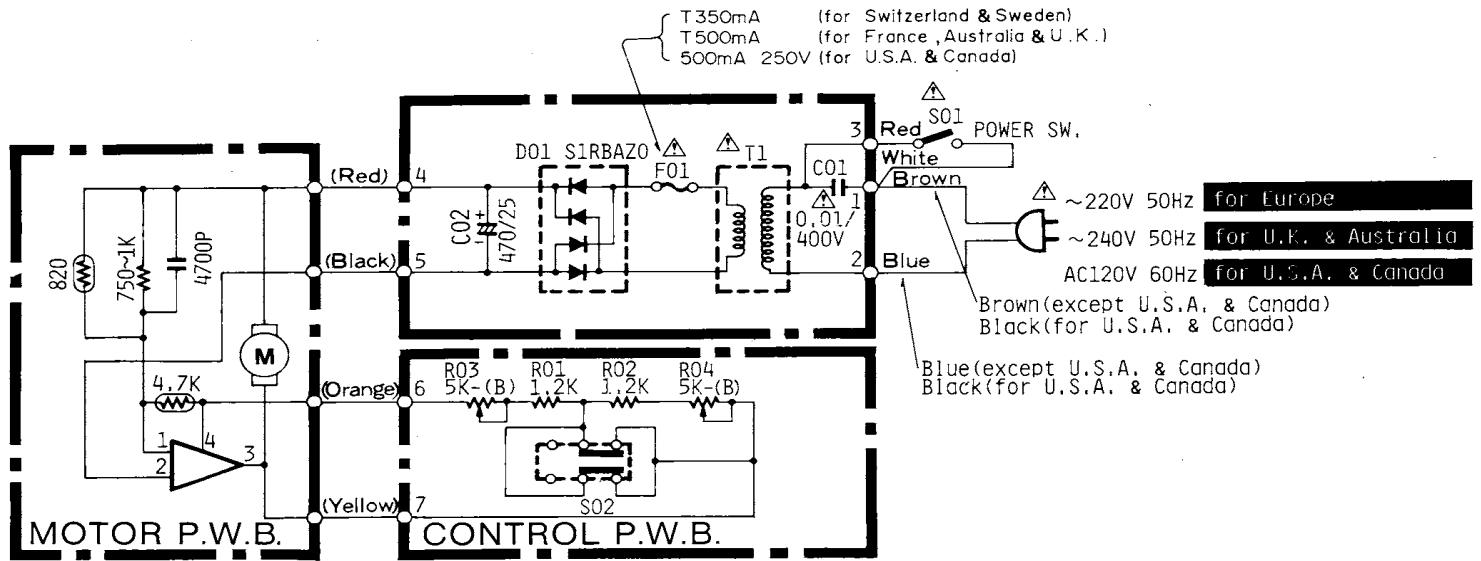 T350mA (for Switzerland & Sweden)
T500mA (for France, Australia & U.K.)
500mA 250V (for U.S.A. & Canada)
S01
POWER SW.
3 Red
White
Brown
1
D01 S1RBAZ0
F01
T1
C01
0.01/
400V
(Red) 4
C02
+
-
470/25
(Black) 5
2 Blue
~220V 50Hz for Europe
~240V 50Hz for U.K. & Australia
AC120V 60Hz for U.S.A. & Canada
Brown(except U.S.A. & Canada)
Black(for U.S.A. & Canada)
Blue(except U.S.A. & Canada)
Black(for U.S.A. & Canada)
820
750~1K
4700P
M
4.7K
1
2
4
3
(Orange) 6
R03
5K-(B)
R01
1.2K
R02
1.2K
R04
5K-(B)
S02
(Yellow) 7
MOTOR P.W.B.
CONTROL P.W.B.